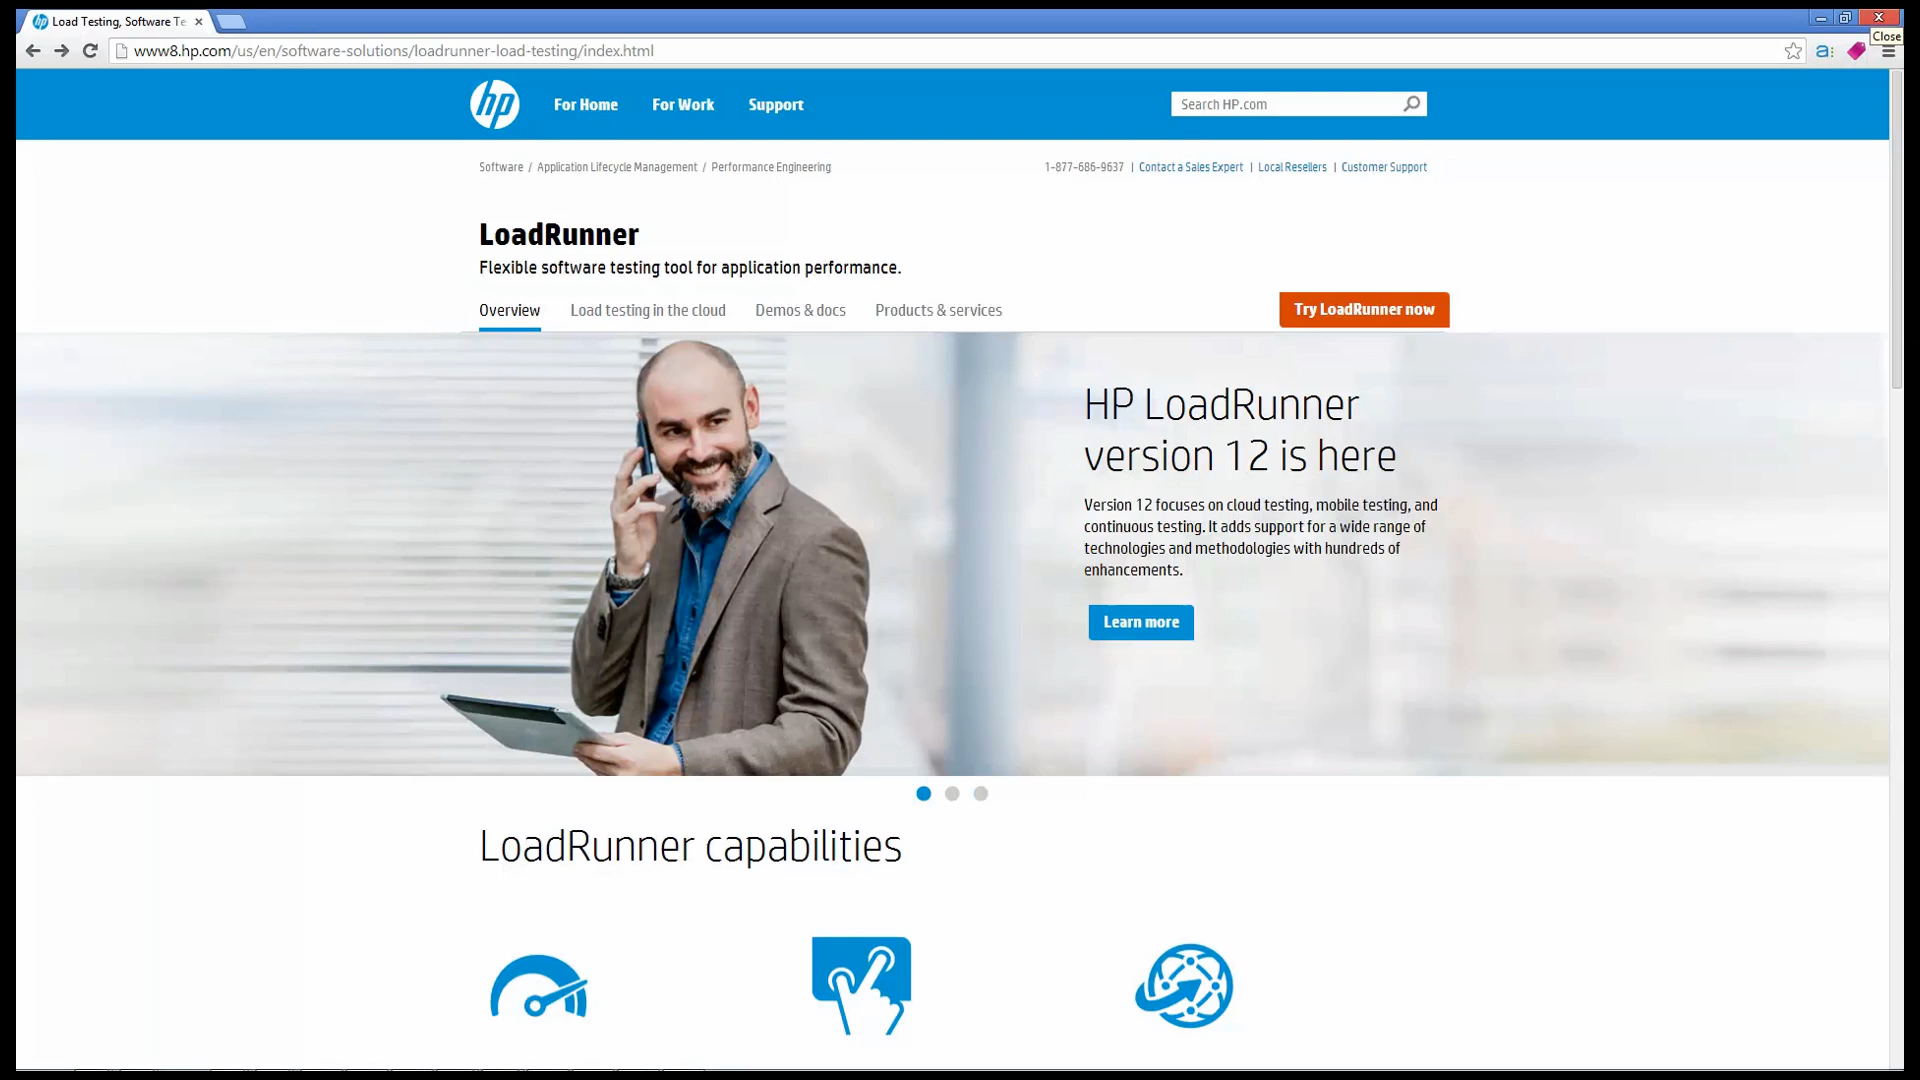 Load Testing, Software Te
Close
www8.hp.com/us/en/software-solutions/loadrunner-load-testing/index.html
hp For Home For Work Support Search HP.com
Software / Application Lifecycle Management / Performance Engineering 1-877-686-9637 | Contact a Sales Expert | Local Resellers | Customer Support
LoadRunner
Flexible software testing tool for application performance.
Overview Load testing in the cloud Demos & docs Products & services Try LoadRunner now
HP LoadRunner
version 12 is here
Version 12 focuses on cloud testing, mobile testing, and
continuous testing. It adds support for a wide range of
technologies and methodologies with hundreds of
enhancements.
Learn more
LoadRunner capabilities